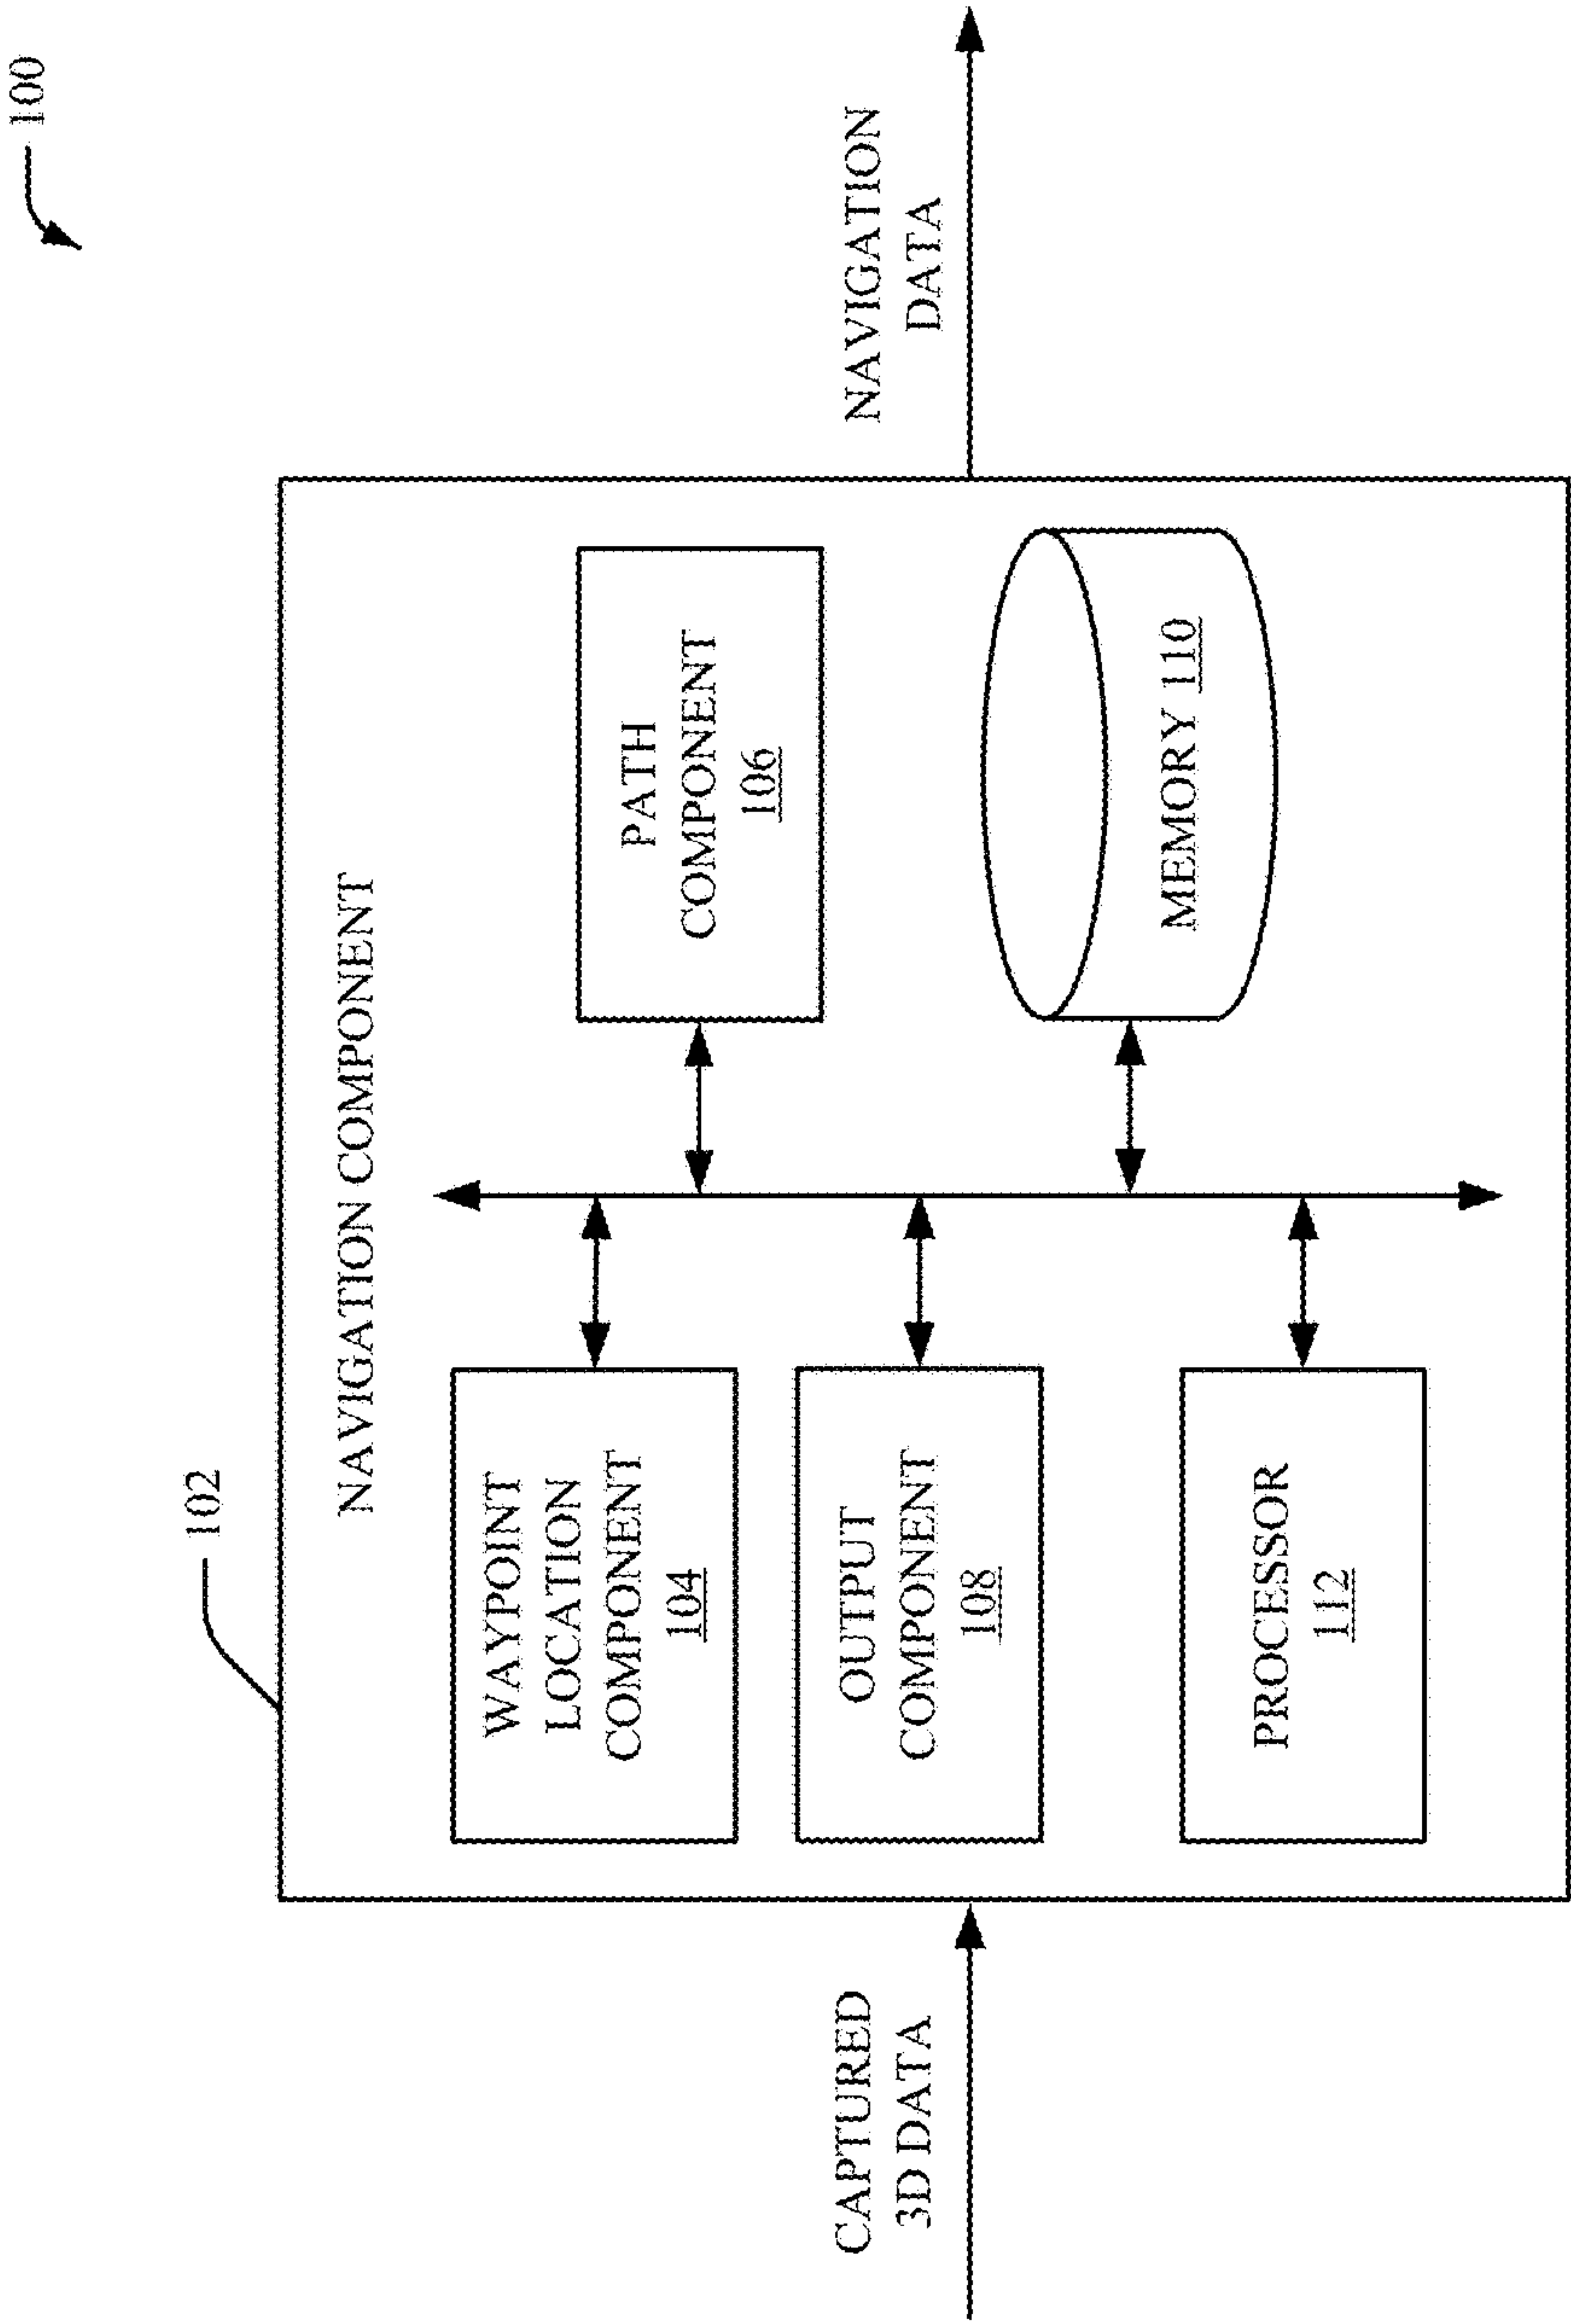 100
102
NAVIGATION COMPONENT
WAYPOINT
LOCATION
COMPONENT
104
PATH
COMPONENT
106
CAPTURED
3D DATA
OUTPUT
COMPONENT
108
NAVIGATION
DATA
MEMORY 110
PROCESSOR
112